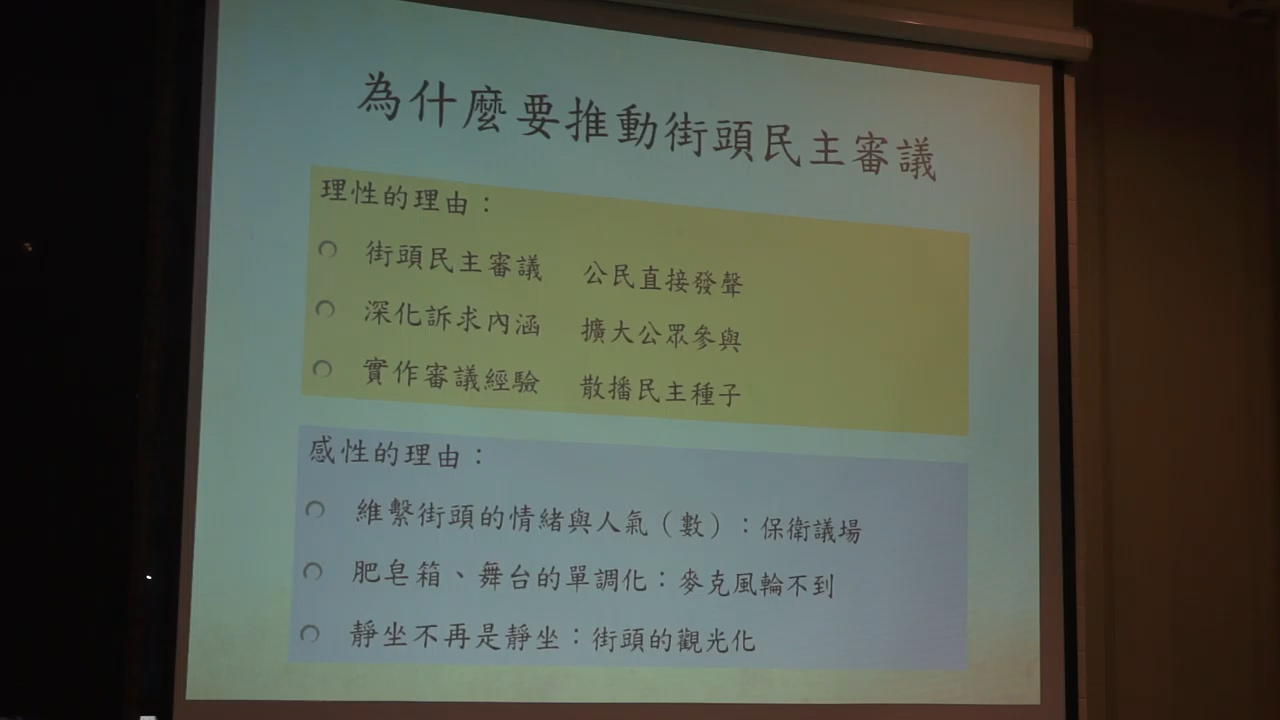 為什麼要推動街頭民主審議
理性的理由：
街頭民主審議 公民直接發聲
深化訴求內涵 擴大公眾參與
實作審議經驗 散播民主種子
感性的理由：
維繫街頭的情緒與人氣（數）：保衛議場
肥皂箱、舞台的單調化：麥克風輪不到
靜坐不再是靜坐：街頭的觀光化